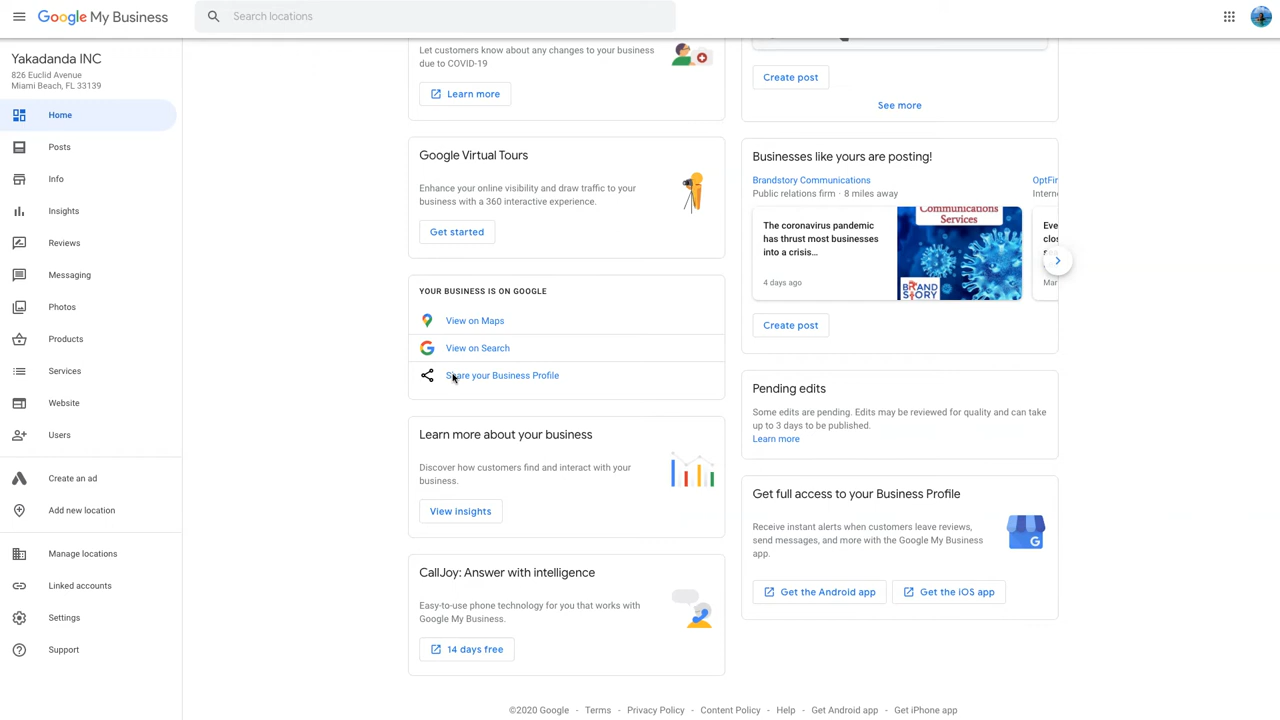 Google My Business
Search locations
Yakadanda INC
826 Euclid Avenue
Miami Beach, FL 33139
Home
Posts
Info
Insights
Reviews
Messaging
Photos
Products
Services
Website
Users
Create an ad
Add new location
Manage locations
Linked accounts
Settings
Support
Let customers know about any changes to your business
due to COVID-19
Learn more
Google Virtual Tours
Enhance your online visibility and draw traffic to your
business with a 360 interactive experience.
Get started
YOUR BUSINESS IS ON GOOGLE
View on Maps
View on Search
Share your Business Profile
Learn more about your business
Discover how customers find and interact with your
business.
View insights
CallJoy: Answer with intelligence
Easy-to-use phone technology for you that works with
Google My Business.
14 days free
Create post
See more
Businesses like yours are posting!
Brandstory Communications
Public relations firm · 8 miles away
The coronavirus pandemic
has thrust most businesses
into a crisis...
4 days ago
Communications
Services
BRAND
STORY
OptFir
Intern
Eve
clos
Mar
Create post
Pending edits
Some edits are pending. Edits may be reviewed for quality and can take
up to 3 days to be published.
Learn more
Get full access to your Business Profile
Receive instant alerts when customers leave reviews,
send messages, and more with the Google My Business
app.
G
Get the Android app
Get the iOS app
©2020 Google - Terms - Privacy Policy - Content Policy - Help - Get Android app - Get iPhone app